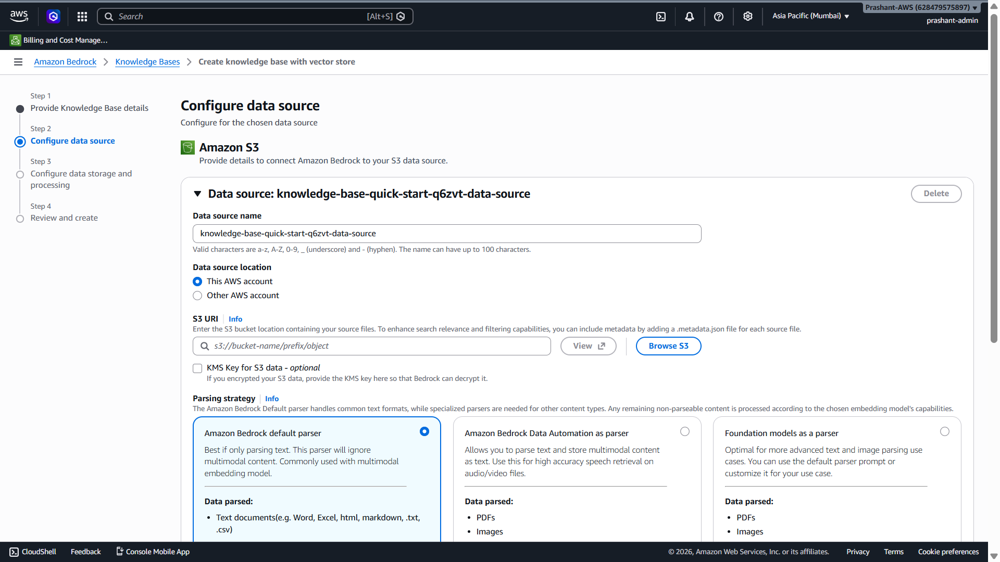 aws
Search
[Alt+S]
Asia Pacific (Mumbai)
Prashant-AWS (628479575897)
prashant-admin
Billing and Cost Manage...
Amazon Bedrock
Knowledge Bases
Create knowledge base with vector store
Step 1
Provide Knowledge Base details
Step 2
Configure data source
Step 3
Configure data storage and
processing
Step 4
Review and create
Configure data source
Configure for the chosen data source
Amazon S3
Provide details to connect Amazon Bedrock to your S3 data source.
Data source: knowledge-base-quick-start-q6zvt-data-source
Delete
Data source name
knowledge-base-quick-start-q6zvt-data-source
Valid characters are a-z, A-Z, 0-9, _ (underscore) and - (hyphen). The name can have up to 100 characters.
Data source location
This AWS account
Other AWS account
S3 URI
Info
Enter the S3 bucket location containing your source files. To enhance search relevance and filtering capabilities, you can include metadata by adding a .metadata.json file for each source file.
s3://bucket-name/prefix/object
View
Browse S3
KMS Key for S3 data - optional
If you encrypted your S3 data, provide the KMS key here so that Bedrock can decrypt it.
Parsing strategy
Info
The Amazon Bedrock Default parser handles common text formats, while specialized parsers are needed for other content types. Any remaining non-parseable content is processed according to the chosen embedding model's capabilities.
Amazon Bedrock default parser
Best if only parsing text. This parser will ignore
multimodal content. Commonly used with multimodal
embedding model.
Data parsed:
• Text documents(e.g. Word, Excel, html, markdown, .txt,
.csv)
Amazon Bedrock Data Automation as parser
Allows you to parse text and store multimodal content
as text. Use this for high accuracy speech retrieval on
audio/video files.
Data parsed:
• PDFs
• Images
Foundation models as a parser
Optimal for more advanced text and image parsing use
cases. You can use the default parser prompt or
customize it for your use case.
Data parsed:
• PDFs
• Images
CloudShell
Feedback
Console Mobile App
© 2026, Amazon Web Services, Inc. or its affiliates.
Privacy
Terms
Cookie preferences